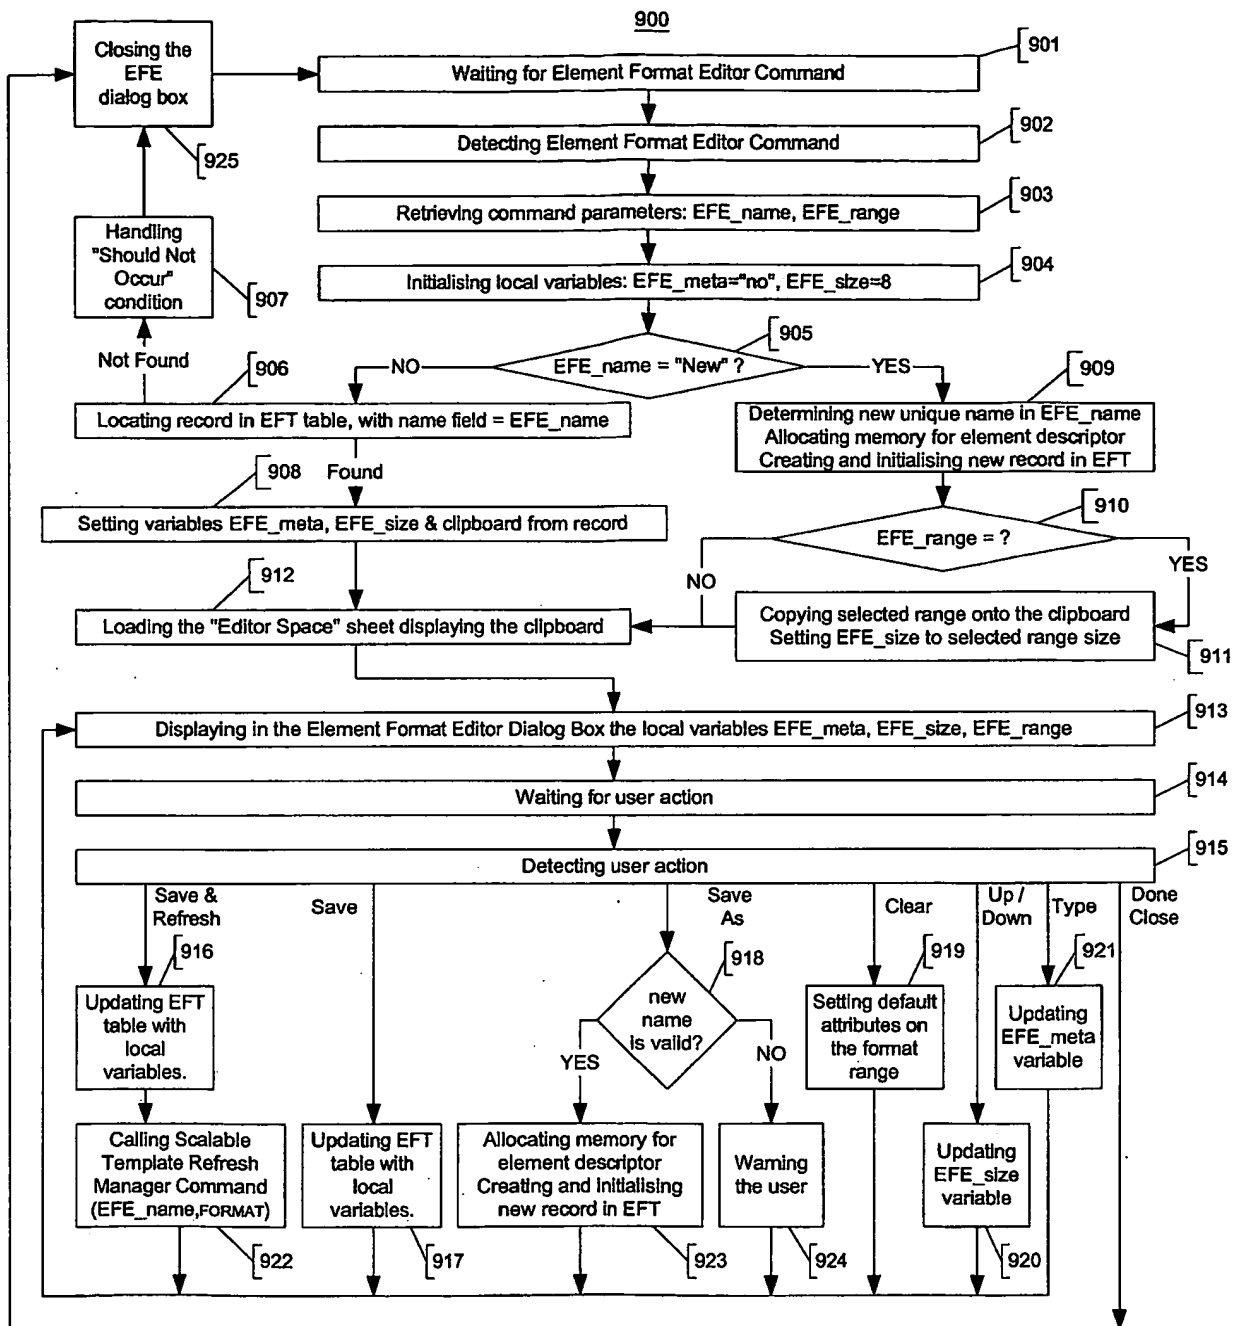 900
Closing the
EFE
dialog box
925
901
Waiting for Element Format Editor Command
902
Detecting Element Format Editor Command
903
Retrieving command parameters: EFE_name, EFE_range
904
Initialising local variables: EFE_meta="no", EFE_size=8
Handling
"Should Not
Occur"
condition
907
Not Found
905
EFE_name = "New" ?
NO
YES
906
Locating record in EFT table, with name field = EFE_name
909
Determining new unique name in EFE_name
Allocating memory for element descriptor
Creating and initialising new record in EFT
908
Found
Setting variables EFE_meta, EFE_size & clipboard from record
910
EFE_range = ?
NO
YES
912
Loading the "Editor Space" sheet displaying the clipboard
Copying selected range onto the clipboard
Setting EFE_size to selected range size
911
913
Displaying in the Element Format Editor Dialog Box the local variables EFE_meta, EFE_size, EFE_range
914
Waiting for user action
915
Detecting user action
Save &
Refresh
Save
Save
As
Clear
Up /
Down
Type
Done
Close
916
Updating EFT
table with
local
variables.
918
new
name
is valid?
YES
NO
919
Setting default
attributes on
the format
range
921
Updating
EFE_meta
variable
Calling Scalable
Template Refresh
Manager Command
(EFE_name,FORMAT)
922
Updating EFT
table with
local
variables.
917
Allocating memory for
element descriptor
Creating and initialising
new record in EFT
923
Warning
the user
924
Updating
EFE_size
variable
920